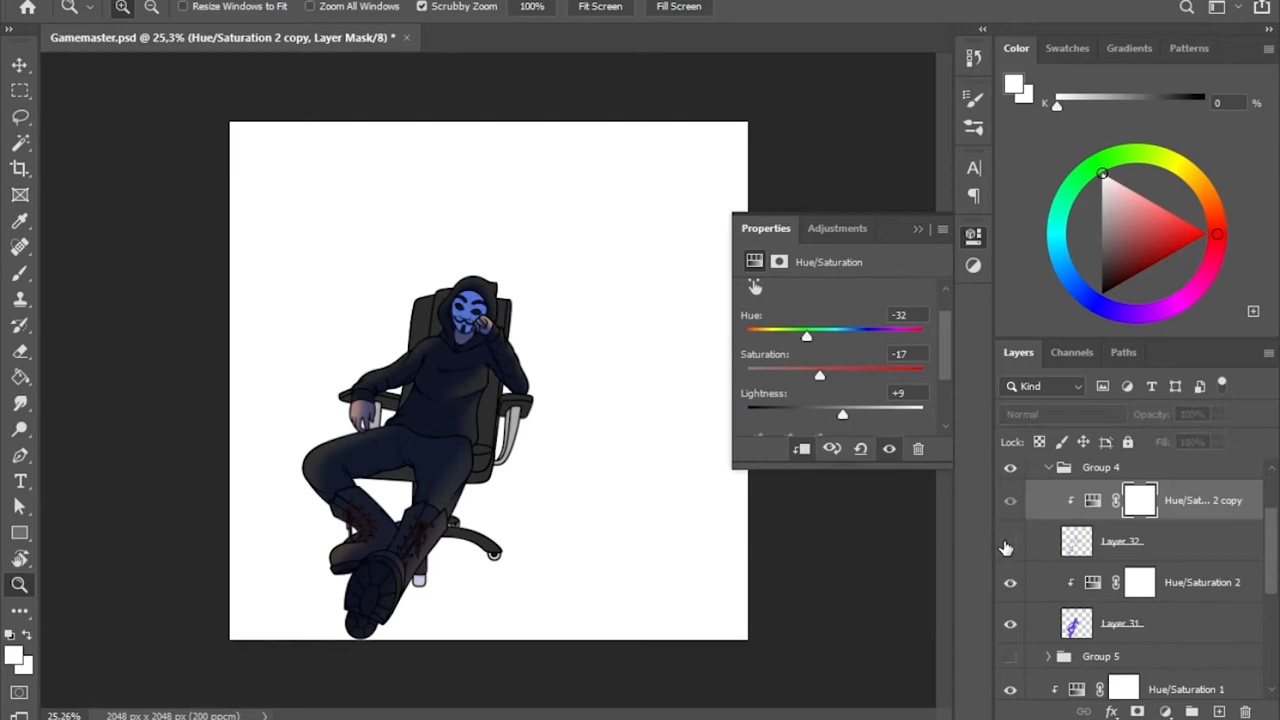 Resize Windows to Fit Zoom All Windows Scrubby Zoom 100% Fit Screen Fill Screen
Gamemaster.psd @ 25,3% (Hue/Saturation 2 copy, Layer Mask/8) * ×
Color Swatches Gradients Patterns
K 0 %
Properties Adjustments
Hue/Saturation
Hue: -32
Saturation: -17
Lightness: +9
Layers Channels Paths
Kind
Normal Opacity: 100%
Lock: Fill: 100%
Group 4
Hue/Sat... 2 copy
Layer 32
Hue/Saturation 2
Layer 31
Group 5
Hue/Saturation 1
25,26% 2048 px x 2048 px (200 ppcm)